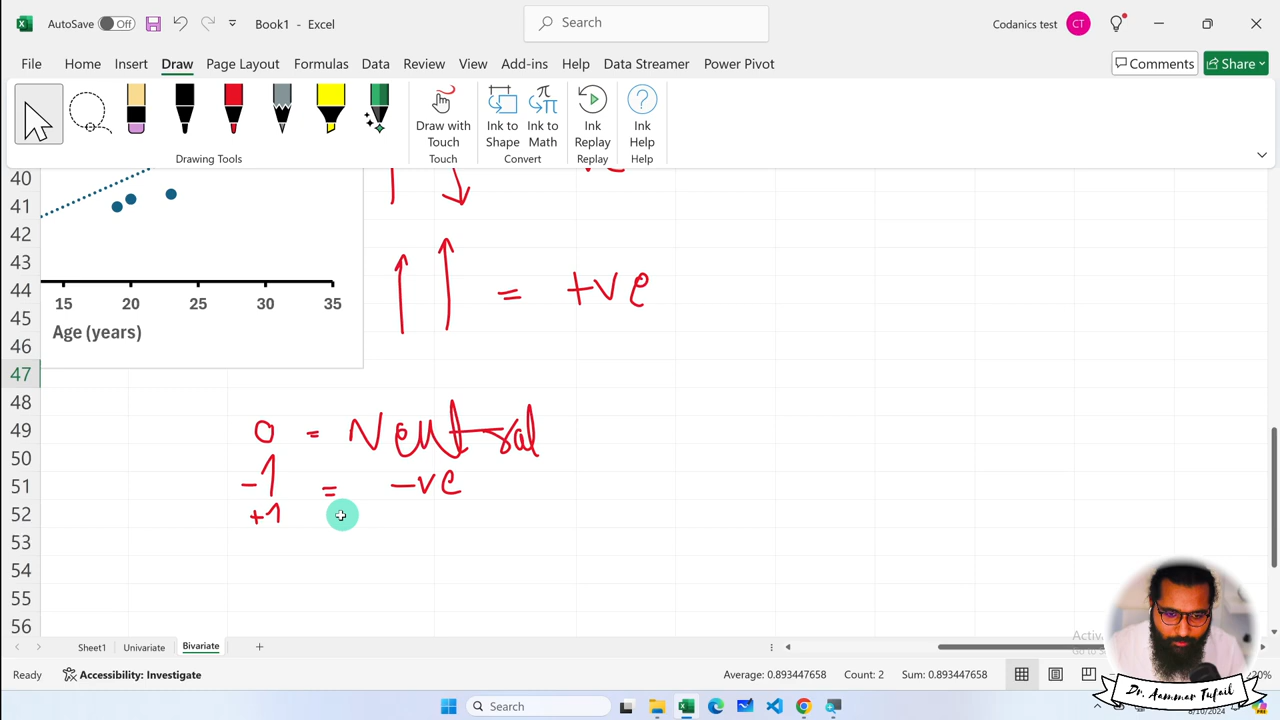 AutoSave Off Book1 - Excel Search Codanics test CT
File Home Insert Draw Page Layout Formulas Data Review View Add-ins Help Data Streamer Power Pivot Comments Share
Draw with Touch
Ink to Shape
Ink to Math
Ink Replay
Ink Help
Drawing Tools Touch Convert Replay Help
40
41
42
43
44
45
46
47
48
49
50
51
52
53
54
55
56
15 20 25 30 35
Age (years)
= +ve
0 = Neutral
-1 = -ve
+1
Sheet1 Univariate Bivariate
Ready Accessibility: Investigate Average: 0.893447658 Count: 2 Sum: 0.893447658
Dr. Aammar Tufail
Search
8/10/2024